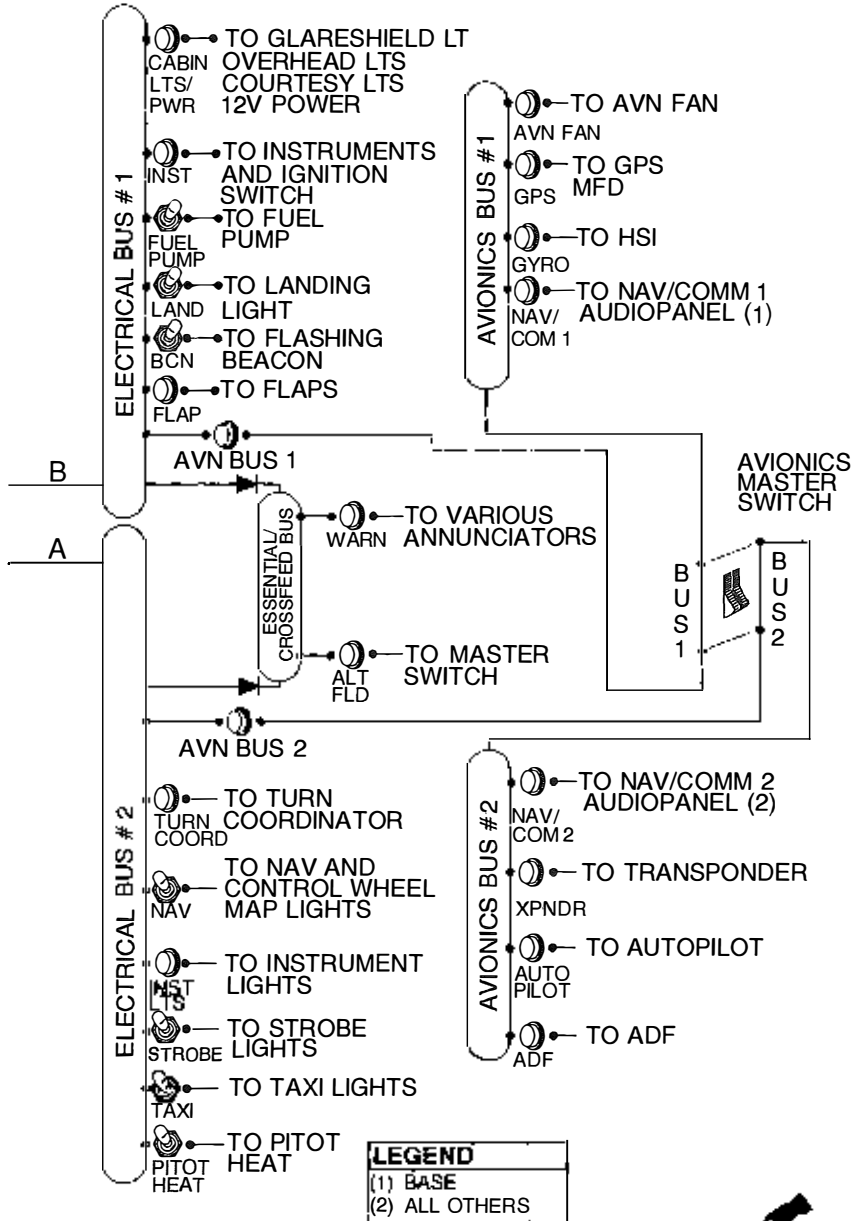 ELECTRICAL BUS # 1
CABIN
LTS/
PWR
TO GLARESHIELD LT
OVERHEAD LTS
COURTESY LTS
12V POWER
INST
TO INSTRUMENTS
AND IGNITION
SWITCH
FUEL
PUMP
TO FUEL
PUMP
LAND
TO LANDING
LIGHT
BCN
TO FLASHING
BEACON
FLAP
TO FLAPS
AVN BUS 1
B
A
ESSENTIAL/
CROSSFEED BUS
WARN
TO VARIOUS
ANNUNCIATORS
ALT
FLD
TO MASTER
SWITCH
AVIONICS BUS #1
AVN FAN
TO AVN FAN
GPS
TO GPS
MFD
GYRO
TO HSI
NAV/
COM 1
TO NAV/COMM 1
AUDIOPANEL (1)
AVIONICS
MASTER
SWITCH
BUS 1
BUS 2
ELECTRICAL BUS # 2
AVN BUS 2
TURN
COORD
TO TURN
COORDINATOR
NAV
TO NAV AND
CONTROL WHEEL
MAP LIGHTS
INST
LTS
TO INSTRUMENT
LIGHTS
STROBE
TO STROBE
LIGHTS
TAXI
TO TAXI LIGHTS
PITOT
HEAT
TO PITOT
HEAT
AVIONICS BUS #2
NAV/
COM 2
TO NAV/COMM 2
AUDIOPANEL (2)
XPNDR
TO TRANSPONDER
AUTO
PILOT
TO AUTOPILOT
ADF
TO ADF
LEGEND
(1) BASE
(2) ALL OTHERS